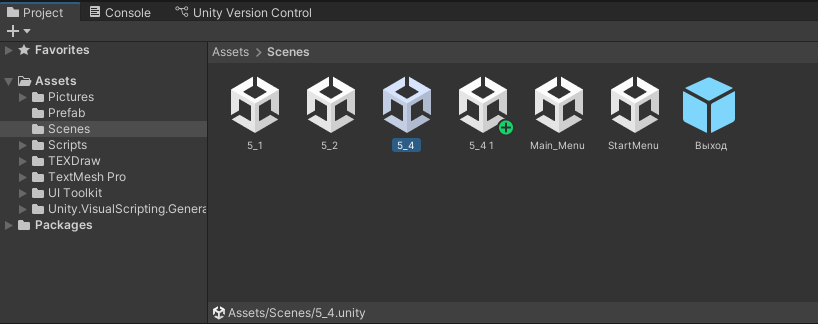 Project Console Unity Version Control
Favorites
Assets
Pictures
Prefab
Scenes
Scripts
TEXDraw
TextMesh Pro
UI Toolkit
Unity.VisualScripting.Genera
Packages
Assets > Scenes
5_1 5_2 5_4 5_4 1 Main_Menu StartMenu Выход
Assets/Scenes/5_4.unity